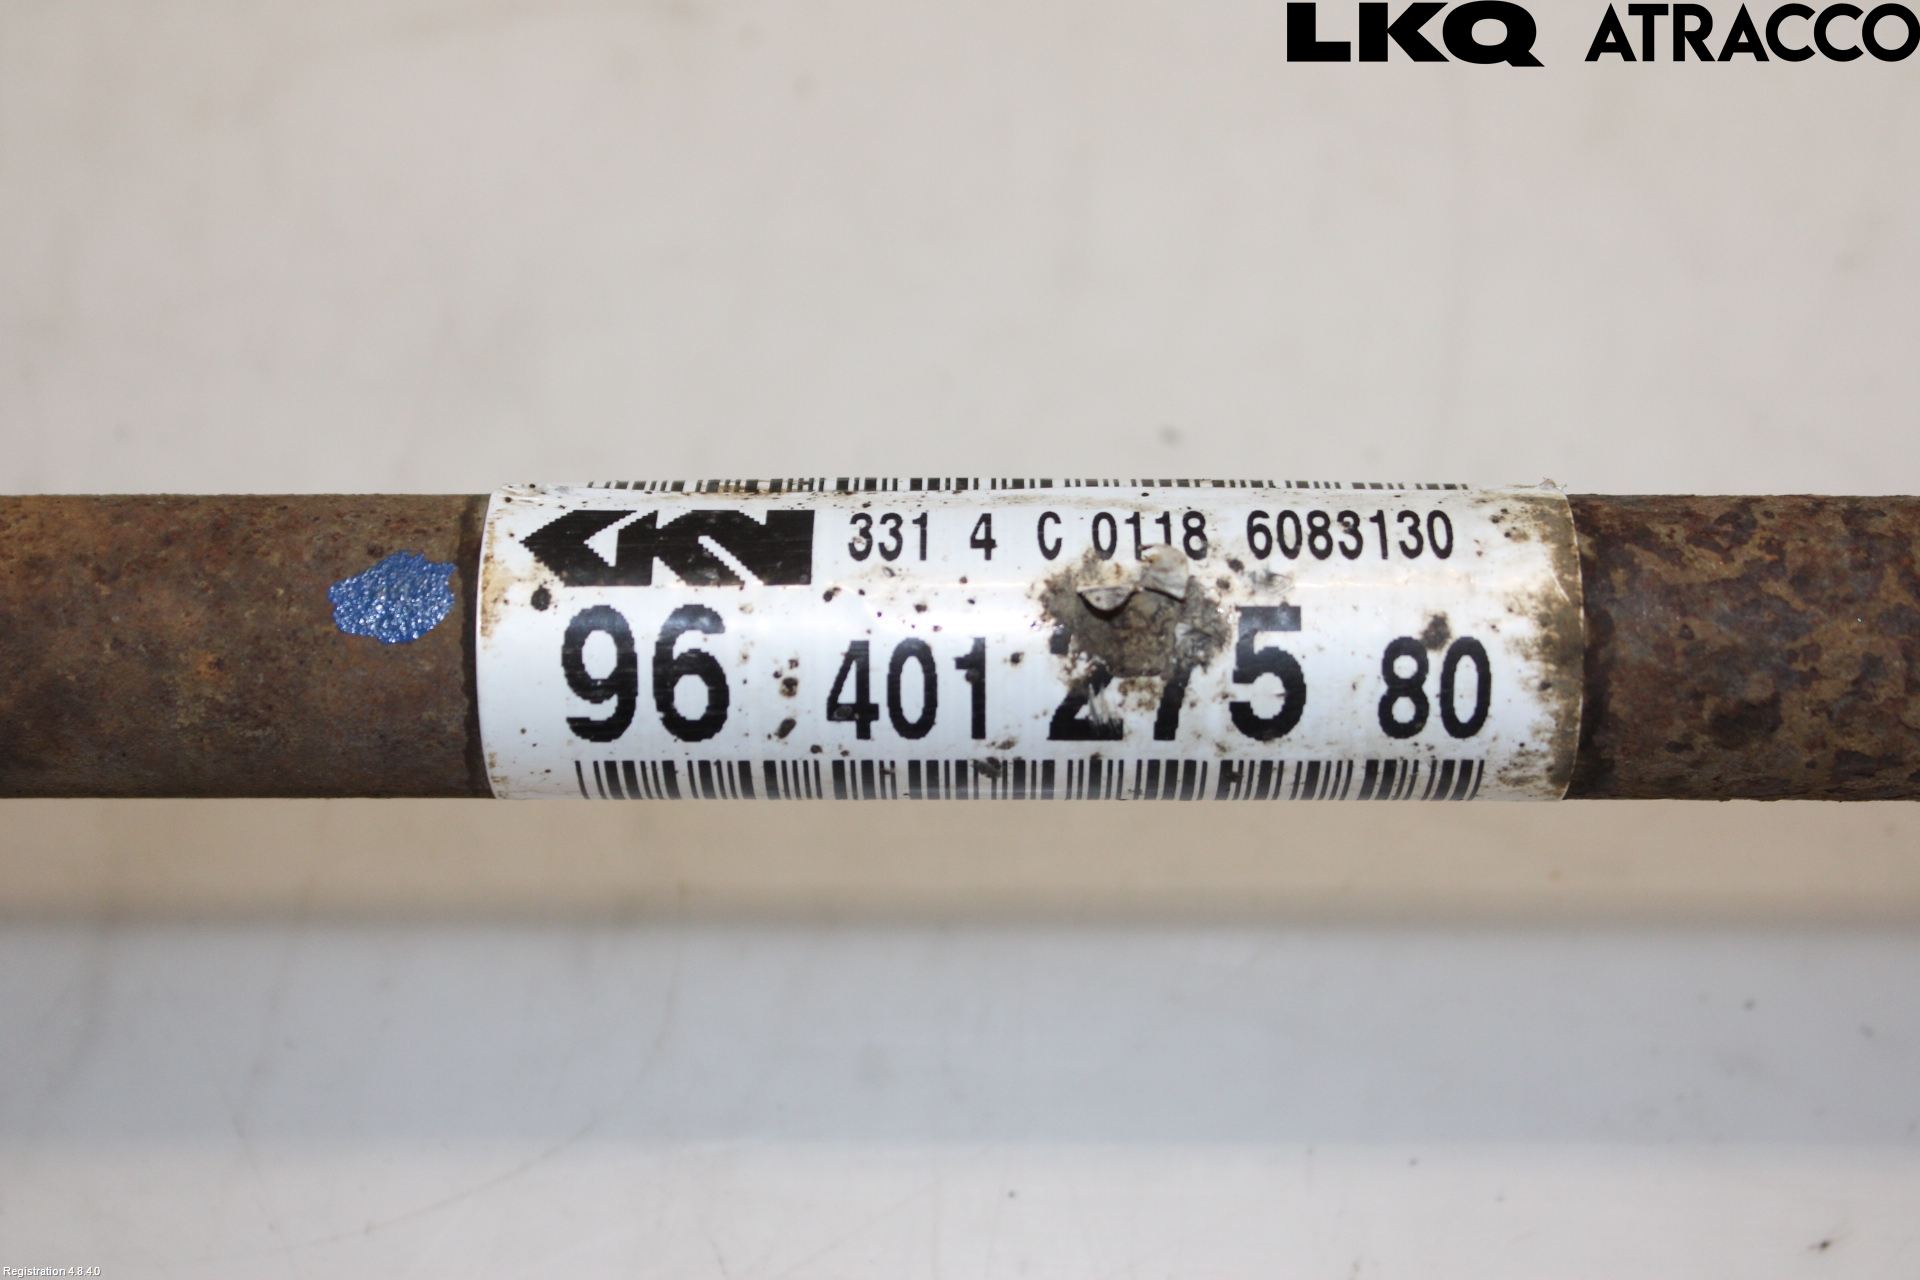 LKQ ATRACCO
GKN 331 4 C 0118 6083130
96 401 275 80
Registration 4.8.4.0